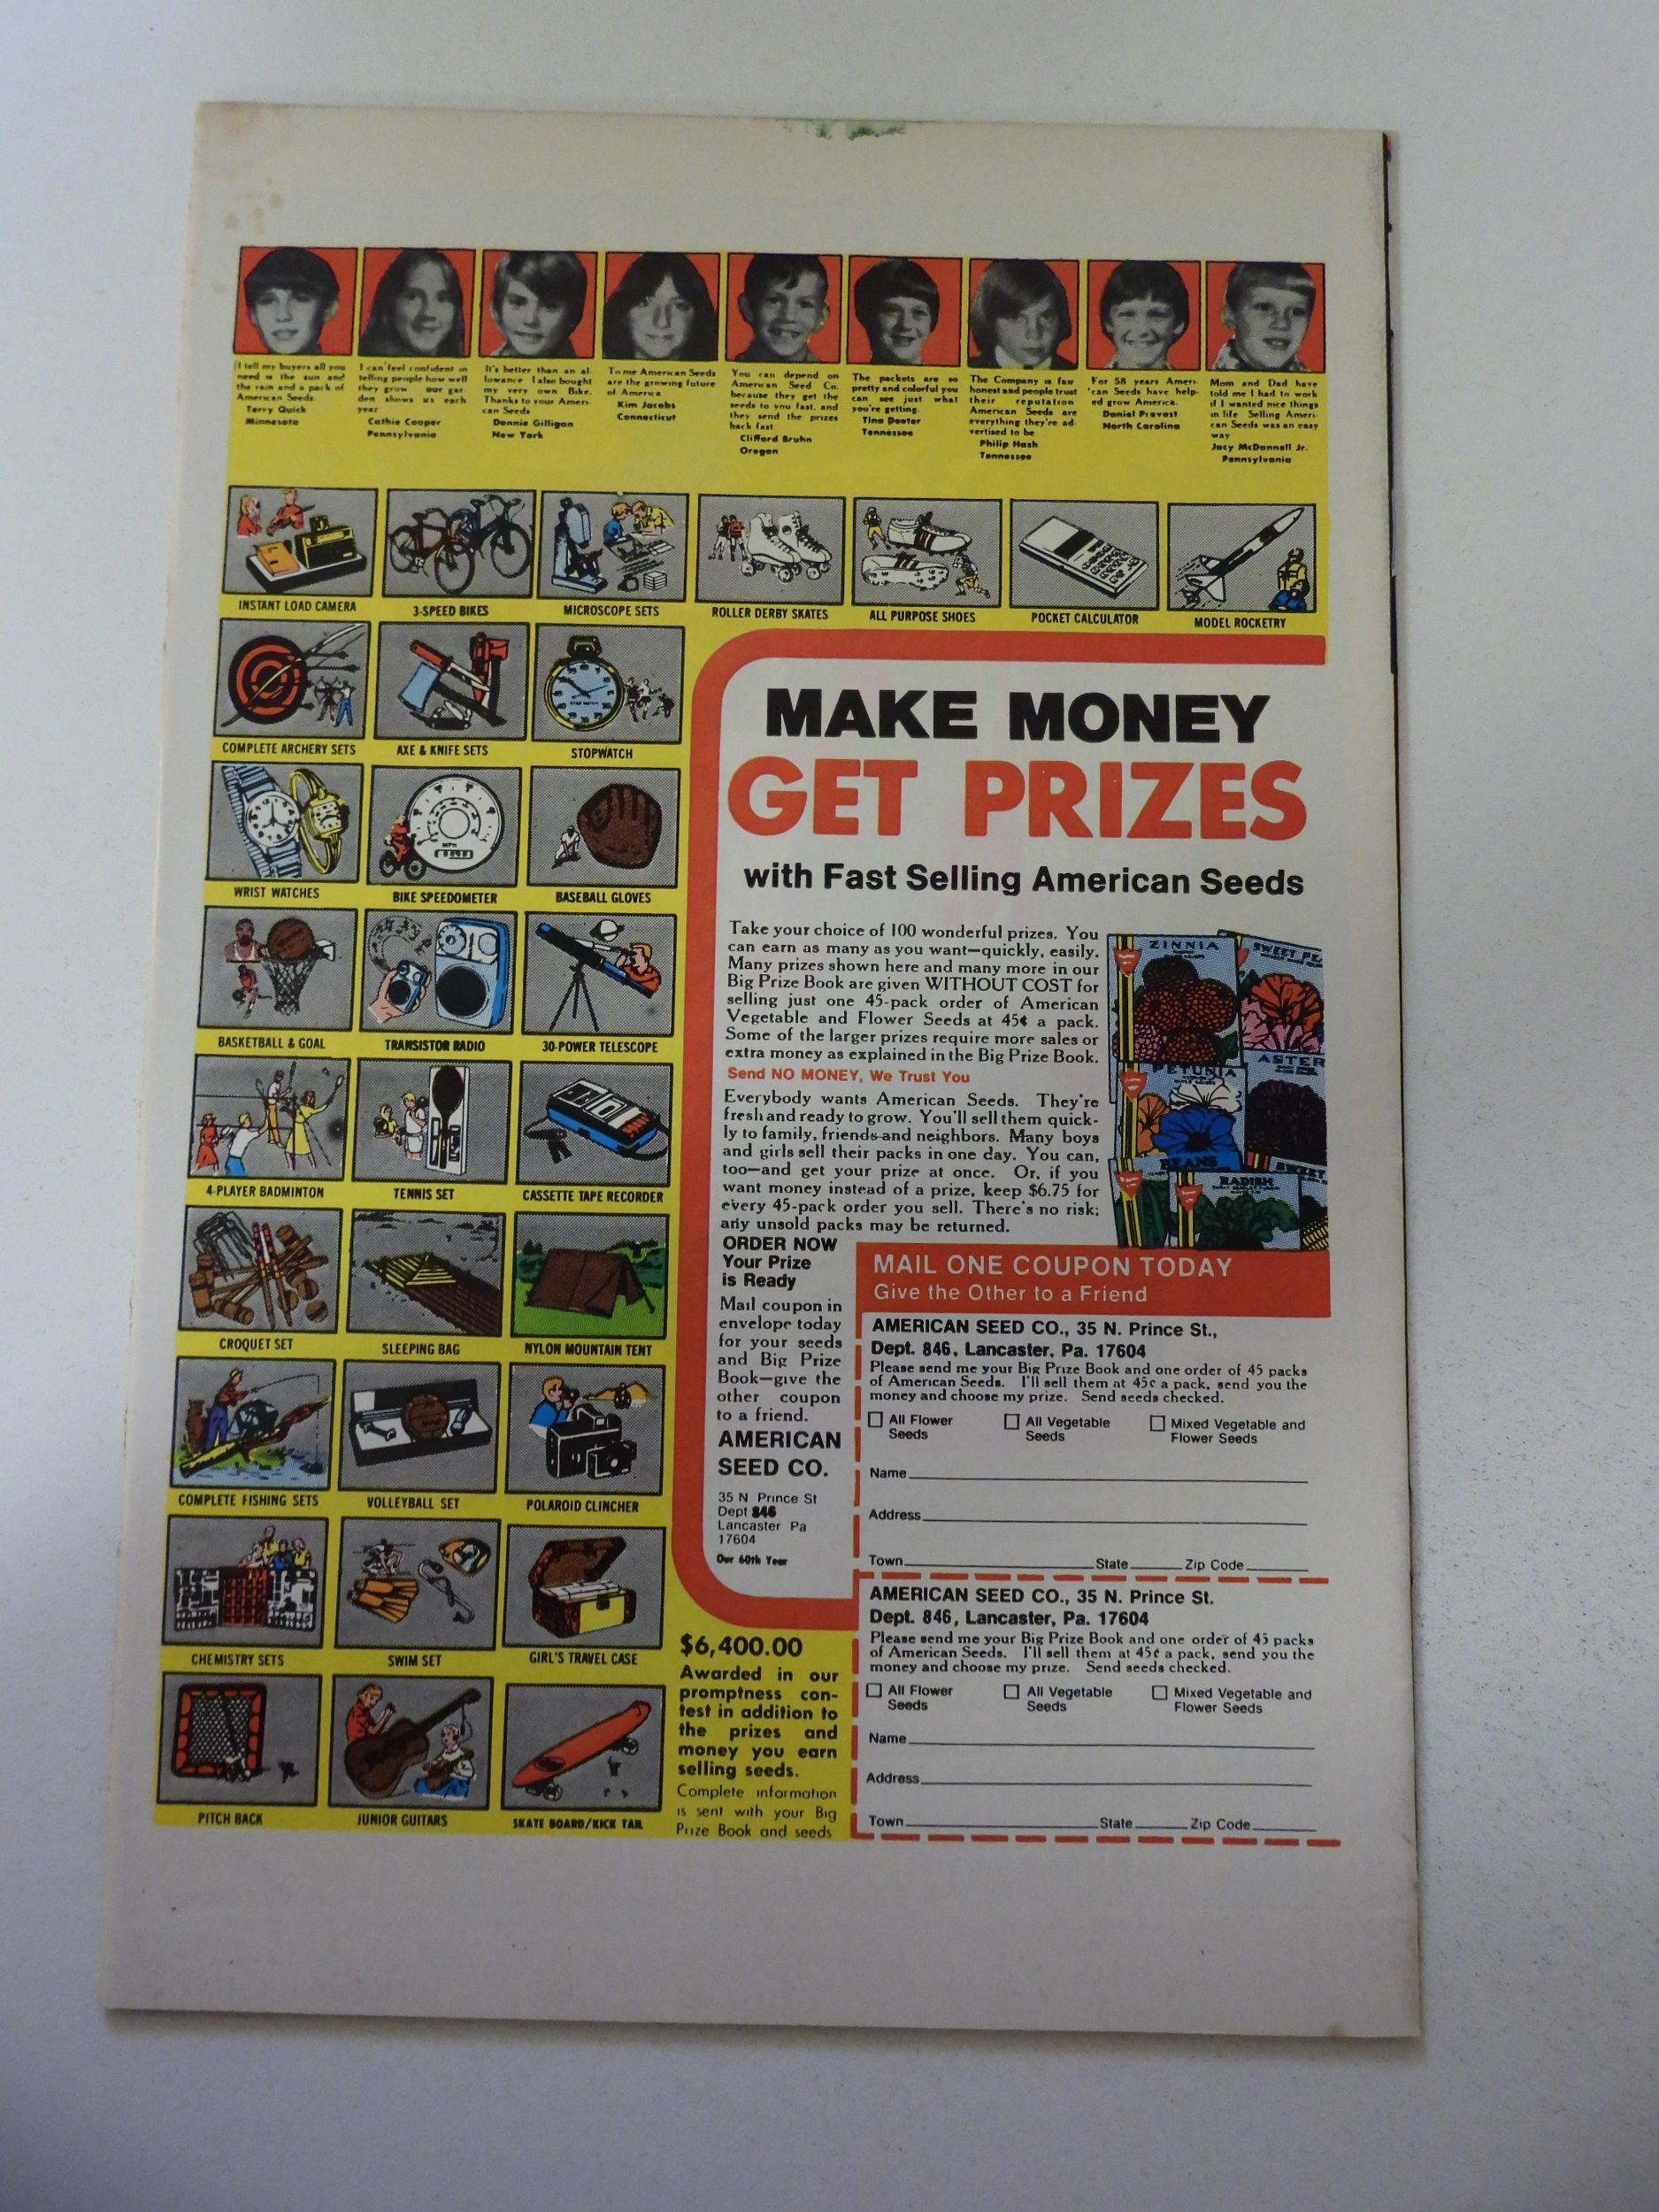 I tell my buyers all you
need is the sun and
the rain and a pack of
American Seeds.
Terry Quick
Minnesota
I can feel confident in
telling people how well
they grow our gar-
den shows us each
year
Cathie Cooper
Pennsylvania
It's better than an al-
lowance I also bought
my very own Bike.
Thanks to your Ameri-
can Seeds
Donnie Gilligan
New York
To me American Seeds
are the growing future
of America
Kim Jacobs
Connecticut
You can depend on
American Seed Co.
because they get the
seeds to you fast, and
they send the prizes
back fast
Clifford Bruhn
Oregon
The packets are so
pretty and colorful you
can see just what
you're getting.
Tina Deeter
Tennessee
The Company is fair
honest and people trust
their reputation
American Seeds are
everything they're ad-
vertised to be
Philip Hash
Tennessee
For 58 years Ameri-
can Seeds have help-
ed grow America.
Daniel Pravost
North Carolina
Mom and Dad have
told me I had to work
if I wanted nice things
in life Selling Ameri-
can Seeds was an easy
way
Jacy McDannell Jr.
Pennsylvania
INSTANT LOAD CAMERA
3-SPEED BIKES
MICROSCOPE SETS
ROLLER DERBY SKATES
ALL PURPOSE SHOES
POCKET CALCULATOR
MODEL ROCKETRY
COMPLETE ARCHERY SETS
AXE & KNIFE SETS
STOPWATCH
WRIST WATCHES
BIKE SPEEDOMETER
BASEBALL GLOVES
BASKETBALL & GOAL
TRANSISTOR RADIO
30-POWER TELESCOPE
4-PLAYER BADMINTON
TENNIS SET
CASSETTE TAPE RECORDER
CROQUET SET
SLEEPING BAG
NYLON MOUNTAIN TENT
COMPLETE FISHING SETS
VOLLEYBALL SET
POLAROID CLINCHER
CHEMISTRY SETS
SWIM SET
GIRL'S TRAVEL CASE
PITCH BACK
JUNIOR GUITARS
SKATE BOARD/KICK TAIL
MAKE MONEY
GET PRIZES
with Fast Selling American Seeds
Take your choice of 100 wonderful prizes. You
can earn as many as you want—quickly, easily.
Many prizes shown here and many more in our
Big Prize Book are given WITHOUT COST for
selling just one 45-pack order of American
Vegetable and Flower Seeds at 45¢ a pack.
Some of the larger prizes require more sales or
extra money as explained in the Big Prize Book.
Send NO MONEY, We Trust You
Everybody wants American Seeds. They're
fresh and ready to grow. You'll sell them quick-
ly to family, friends and neighbors. Many boys
and girls sell their packs in one day. You can,
too—and get your prize at once. Or, if you
want money instead of a prize, keep $6.75 for
every 45-pack order you sell. There's no risk;
any unsold packs may be returned.
ZINNIA
SWEET PE
ASTER
PETUNIA
BEANS
RADISH
SWEET
ORDER NOW
Your Prize
is Ready
Mail coupon in
envelope today
for your seeds
and Big Prize
Book—give the
other coupon
to a friend.
AMERICAN
SEED CO.
35 N Prince St
Dept 846
Lancaster Pa
17604
Our 60th Year
MAIL ONE COUPON TODAY
Give the Other to a Friend
AMERICAN SEED CO., 35 N. Prince St.,
Dept. 846, Lancaster, Pa. 17604
Please send me your Big Prize Book and one order of 45 packs
of American Seeds. I'll sell them at 45c a pack, send you the
money and choose my prize. Send seeds checked.
All Flower Seeds
All Vegetable Seeds
Mixed Vegetable and Flower Seeds
Name
Address
Town State Zip Code
AMERICAN SEED CO., 35 N. Prince St.
Dept. 846, Lancaster, Pa. 17604
Please send me your Big Prize Book and one order of 45 packs
of American Seeds. I'll sell them at 45¢ a pack, send you the
money and choose my prize. Send seeds checked.
All Flower Seeds
All Vegetable Seeds
Mixed Vegetable and Flower Seeds
Name
Address
Town State Zip Code
$6,400.00
Awarded in our
promptness con-
test in addition to
the prizes and
money you earn
selling seeds.
Complete information
is sent with your Big
Prize Book and seeds